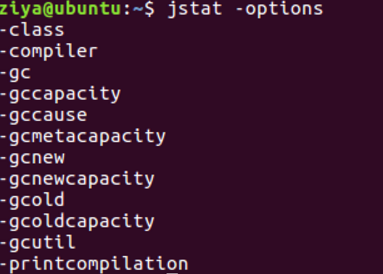 ziya@ubuntu:~$ jstat -options
-class
-compiler
-gc
-gccapacity
-gccause
-gcmetacapacity
-gcnew
-gcnewcapacity
-gcold
-gcoldcapacity
-gcutil
-printcompilation